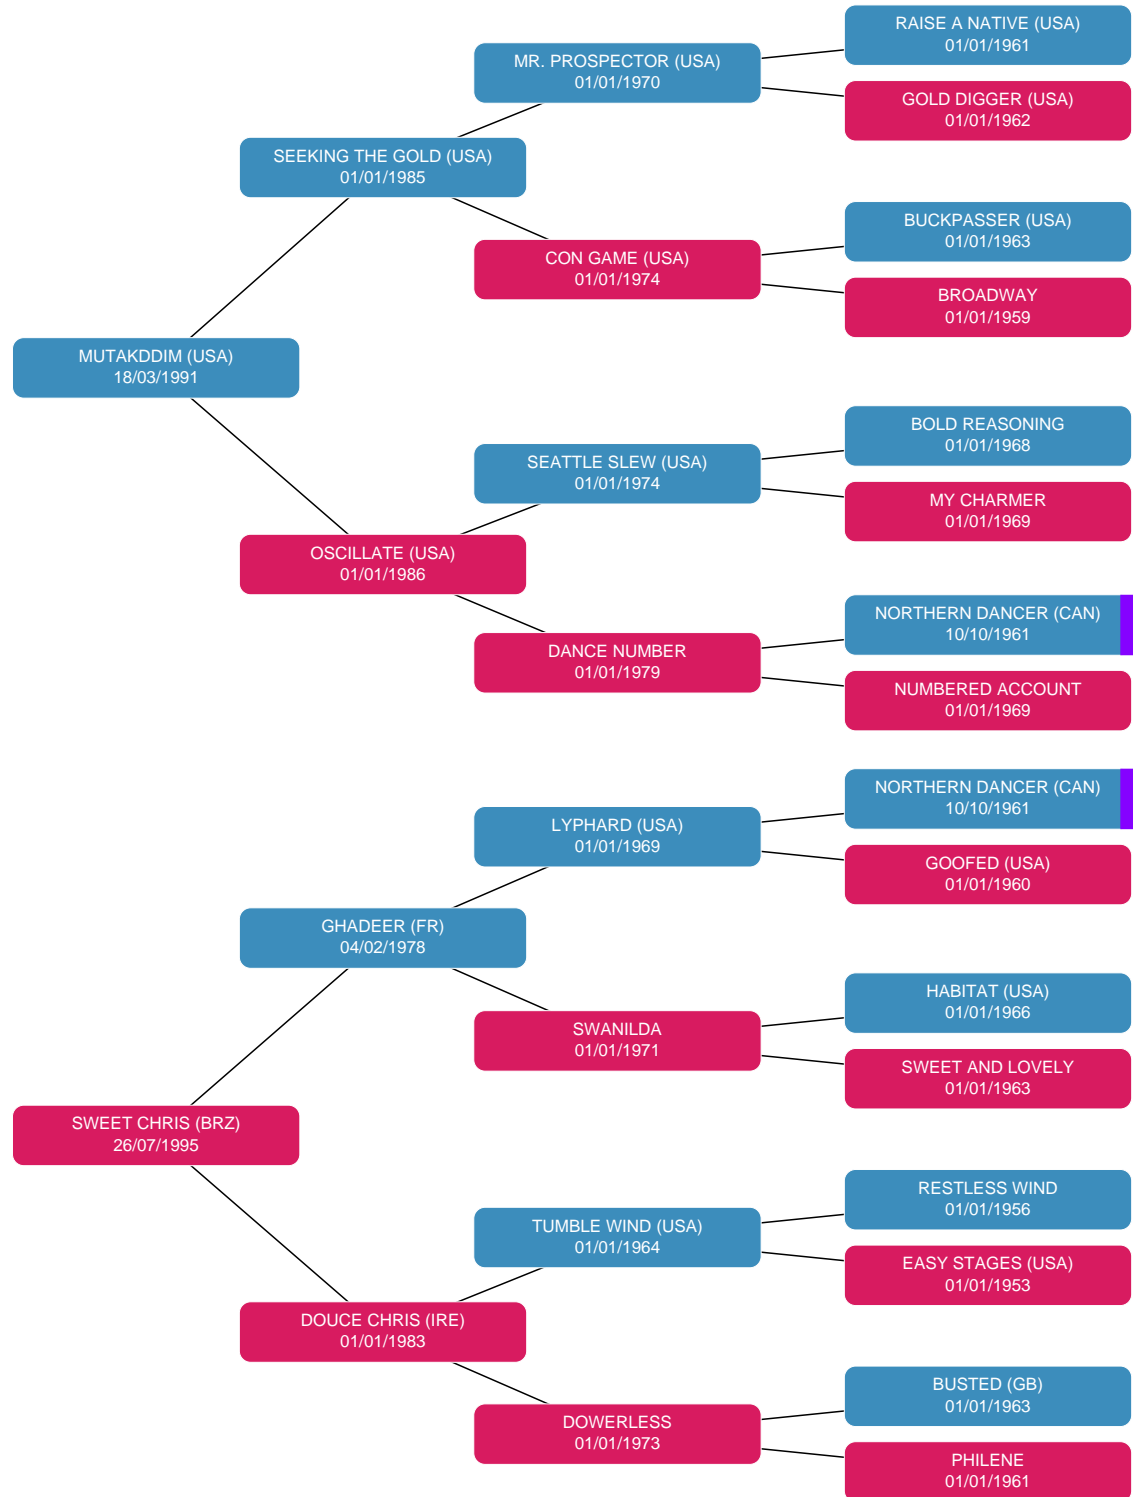 RAISE A NATIVE (USA)
01/01/1961
MR. PROSPECTOR (USA)
01/01/1970
GOLD DIGGER (USA)
01/01/1962
SEEKING THE GOLD (USA)
01/01/1985
BUCKPASSER (USA)
01/01/1963
CON GAME (USA)
01/01/1974
BROADWAY
01/01/1959
MUTAKDDIM (USA)
18/03/1991
BOLD REASONING
01/01/1968
SEATTLE SLEW (USA)
01/01/1974
MY CHARMER
01/01/1969
OSCILLATE (USA)
01/01/1986
NORTHERN DANCER (CAN)
10/10/1961
DANCE NUMBER
01/01/1979
NUMBERED ACCOUNT
01/01/1969
NORTHERN DANCER (CAN)
10/10/1961
LYPHARD (USA)
01/01/1969
GOOFED (USA)
01/01/1960
GHADEER (FR)
04/02/1978
HABITAT (USA)
01/01/1966
SWANILDA
01/01/1971
SWEET AND LOVELY
01/01/1963
SWEET CHRIS (BRZ)
26/07/1995
RESTLESS WIND
01/01/1956
TUMBLE WIND (USA)
01/01/1964
EASY STAGES (USA)
01/01/1953
DOUCE CHRIS (IRE)
01/01/1983
BUSTED (GB)
01/01/1963
DOWERLESS
01/01/1973
PHILENE
01/01/1961